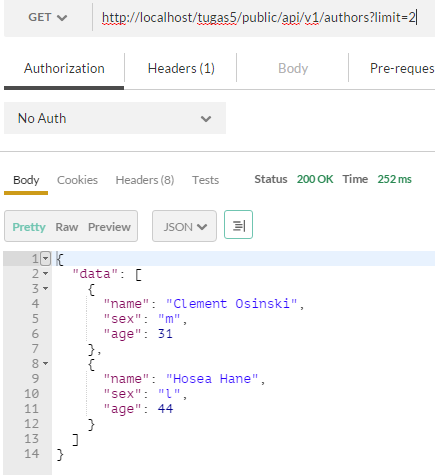 GET http://localhost/tugas5/public/api/v1/authors?limit=2
Authorization Headers (1) Body Pre-reques
No Auth
Body Cookies Headers (8) Tests Status 200 OK Time 252 ms
Pretty Raw Preview JSON
1 {
2 "data": [
3 {
4 "name": "Clement Osinski",
5 "sex": "m",
6 "age": 31
7 },
8 {
9 "name": "Hosea Hane",
10 "sex": "l",
11 "age": 44
12 }
13 ]
14 }